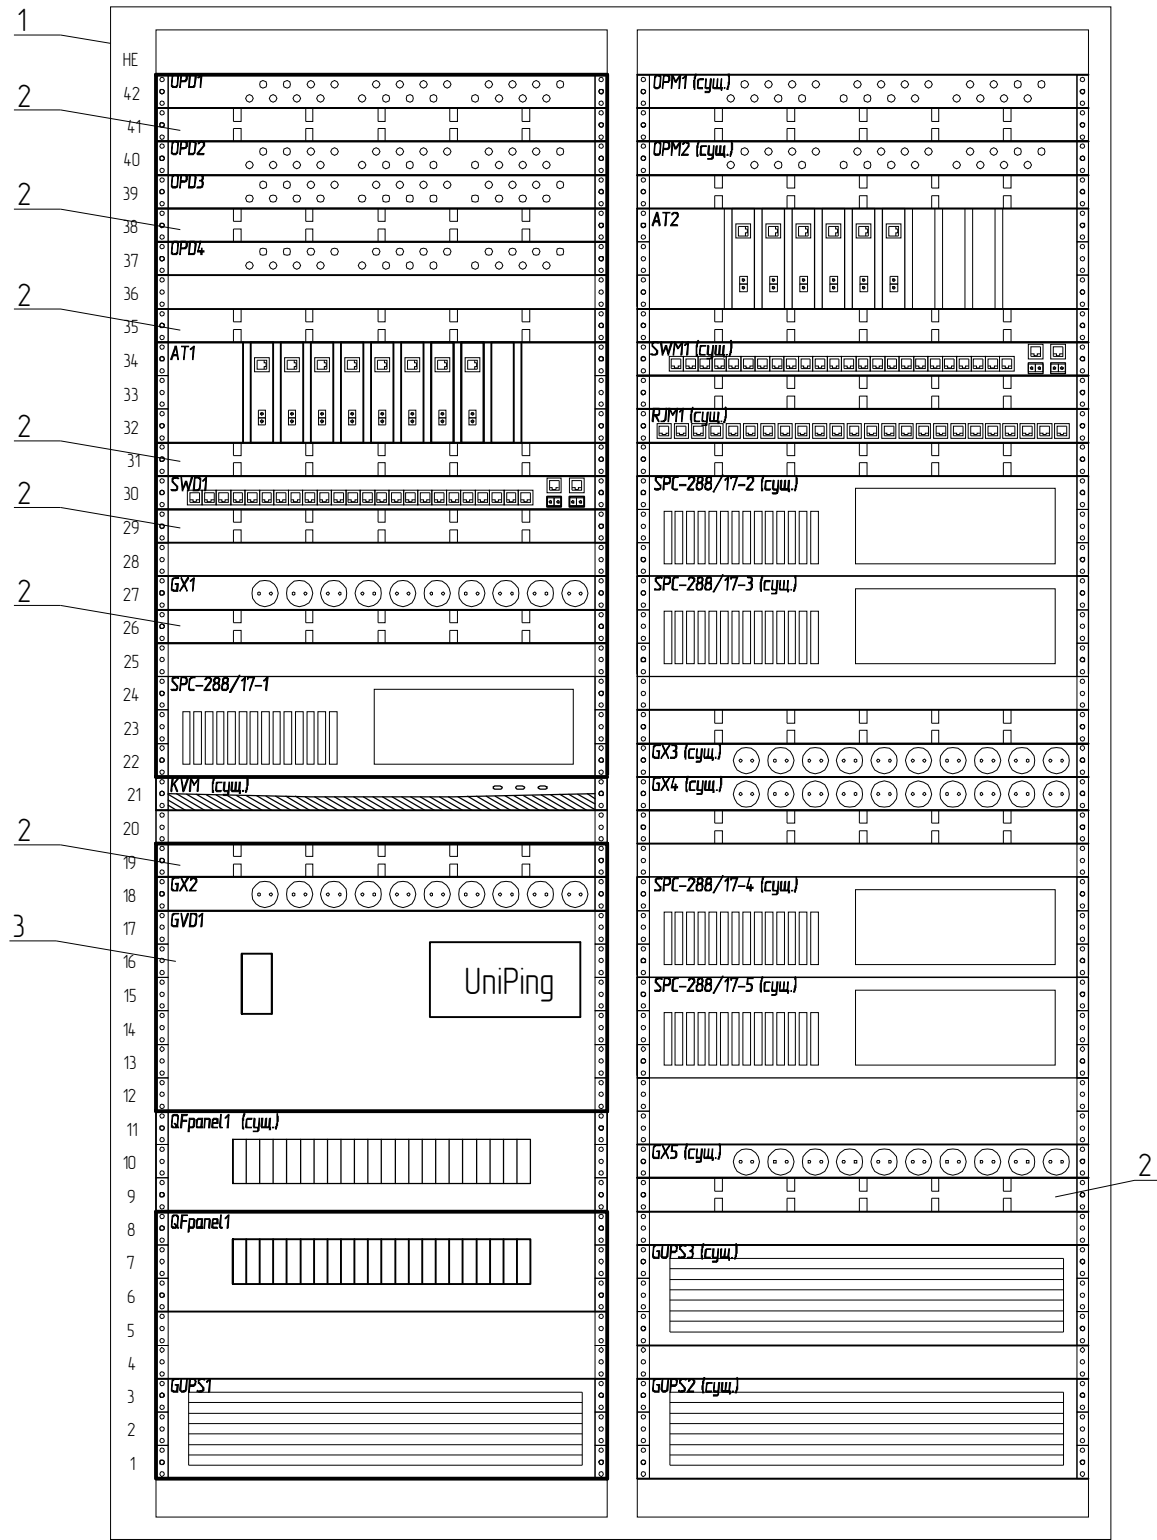 1
HE
42 OPD1 OPM1 (сущ.)
2
41
40 OPD2 OPM2 (сущ.)
39 OPD3
2
38 AT2
37 OPD4
36
2
35
34 AT1 SWM1 (сущ.)
33
32 RJM1 (сущ.)
2
31
30 SWD1 SPC-288/17-2 (сущ.)
2
29
28
27 GX1 SPC-288/17-3 (сущ.)
2
26
25
24 SPC-288/17-1
23
22 GX3 (сущ.)
21 KVM (сущ.) GX4 (сущ.)
20
2
19
18 GX2 SPC-288/17-4 (сущ.)
17 GVD1
3
16
UniPing
15 SPC-288/17-5 (сущ.)
14
13
12
11 QFpanel1 (сущ.)
10 GX5 (сущ.)
2
9
8 QFpanel1
7 GUPS3 (сущ.)
6
5
4
3 GUPS1 GUPS2 (сущ.)
2
1